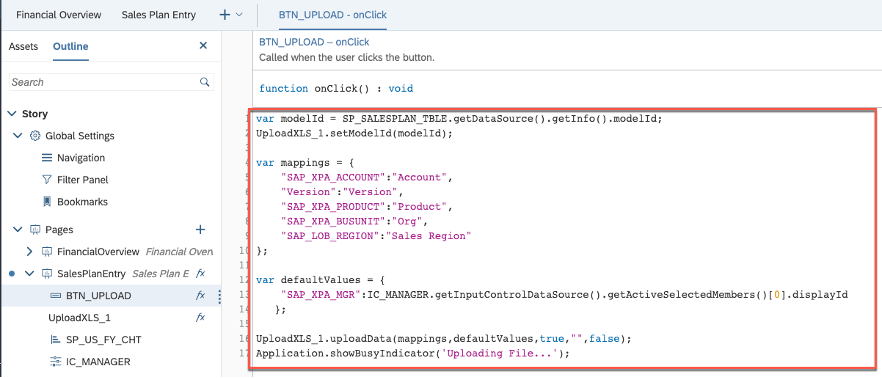 Financial Overview Sales Plan Entry BTN_UPLOAD - onClick
Assets Outline
Search
Story
Global Settings
Navigation
Filter Panel
Bookmarks
Pages
FinancialOverview Financial Over
SalesPlanEntry Sales Plan E fx
BTN_UPLOAD fx
UploadXLS_1 fx
SP_US_FY_CHT
IC_MANAGER
BTN_UPLOAD – onClick
Called when the user clicks the button.
function onClick() : void
1 var modelId = SP_SALESPLAN_TBLE.getDataSource().getInfo().modelId;
2 UploadXLS_1.setModelId(modelId);
3
4 var mappings = {
5 "SAP_XPA_ACCOUNT":"Account",
6 "Version":"Version",
7 "SAP_XPA_PRODUCT":"Product",
8 "SAP_XPA_BUSUNIT":"Org",
9 "SAP_LOB_REGION":"Sales Region"
10 };
11
12 var defaultValues = {
13 "SAP_XPA_MGR":IC_MANAGER.getInputControlDataSource().getActiveSelectedMembers()[0].displayId
14 };
15
16 UploadXLS_1.uploadData(mappings,defaultValues,true,"",false);
17 Application.showBusyIndicator('Uploading File...');